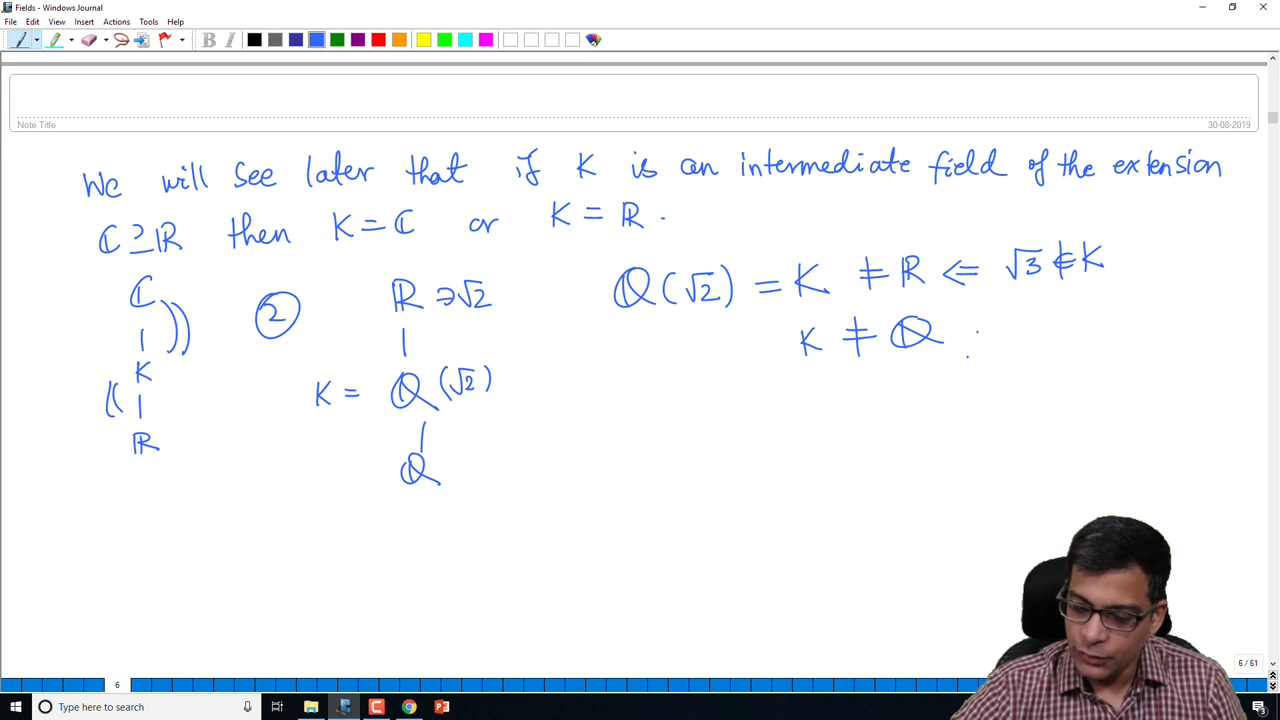 Fields - Windows Journal
File Edit View Insert Actions Tools Help
B I
Note Title
30-08-2019
We will see later that if K is an intermediate field of the extension
ℂ ⊇ ℝ then K = ℂ or K = ℝ.
ℂ
|
K
|
ℝ
②
ℝ ∋ √2
|
K = ℚ(√2)
|
ℚ
ℚ(√2) = K ≠ ℝ ⇐ √3 ∉ K
K ≠ ℚ :
6 / 61
6
Type here to search
3